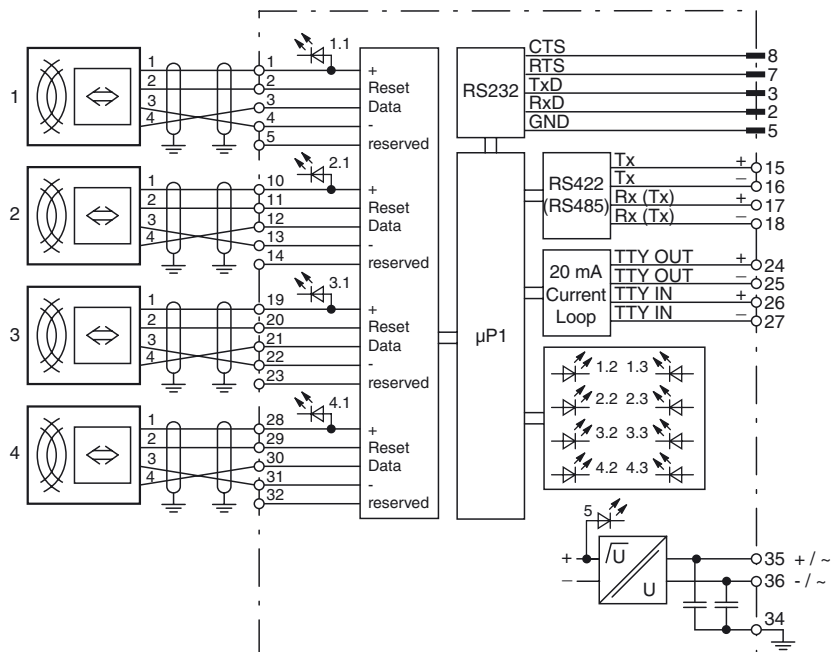 1
1
2
3
4
1
2
3
4
5
1.1
+
Reset
Data
-
reserved
2
1
2
3
4
10
11
12
13
14
2.1
+
Reset
Data
-
reserved
3
1
2
3
4
19
20
21
22
23
3.1
+
Reset
Data
-
reserved
4
1
2
3
4
28
29
30
31
32
4.1
+
Reset
Data
-
reserved
RS232
CTS 8
RTS 7
TxD 3
RxD 2
GND 5
µP1
RS422
(RS485)
Tx + 15
Tx − 16
Rx (Tx) + 17
Rx (Tx) − 18
20 mA
Current
Loop
TTY OUT + 24
TTY OUT − 25
TTY IN + 26
TTY IN − 27
1.2 1.3
2.2 2.3
3.2 3.3
4.2 4.3
5
+
−
U
U
35 + / ~
36 - / ~
34